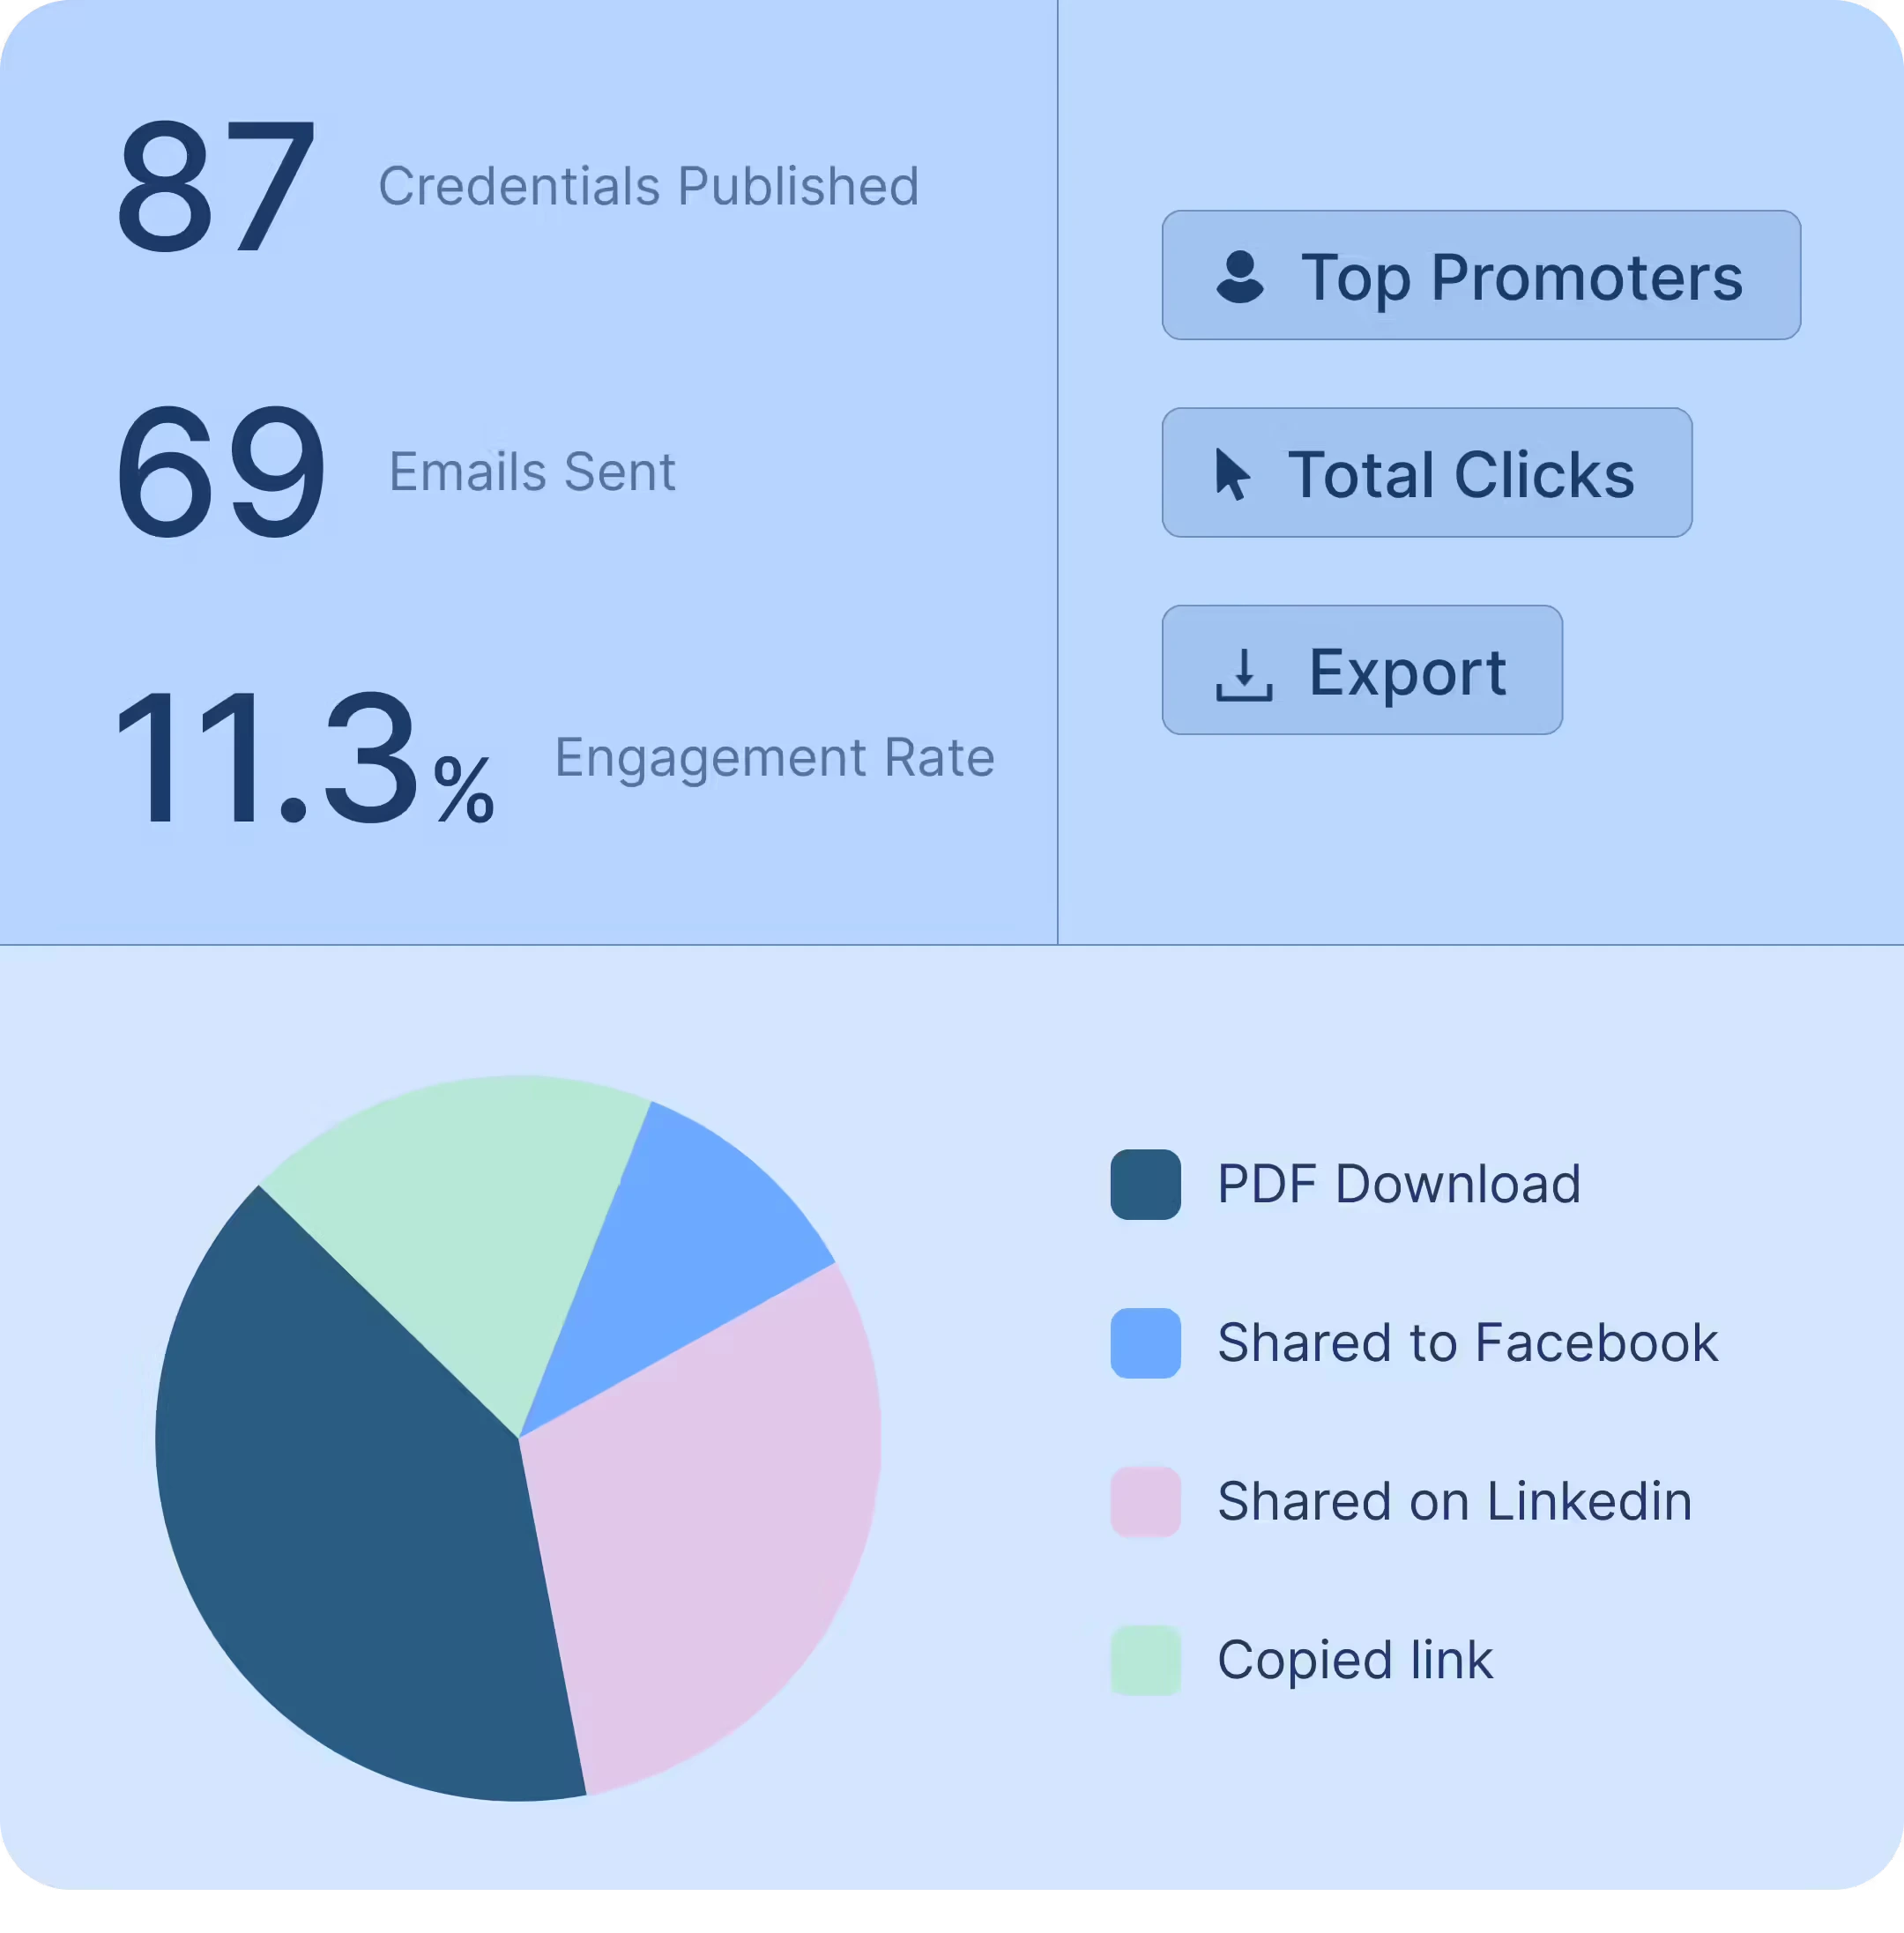 87 Credentials Published
69 Emails Sent
11.3% Engagement Rate
Top Promoters
Total Clicks
Export
PDF Download
Shared to Facebook
Shared on Linkedin
Copied link